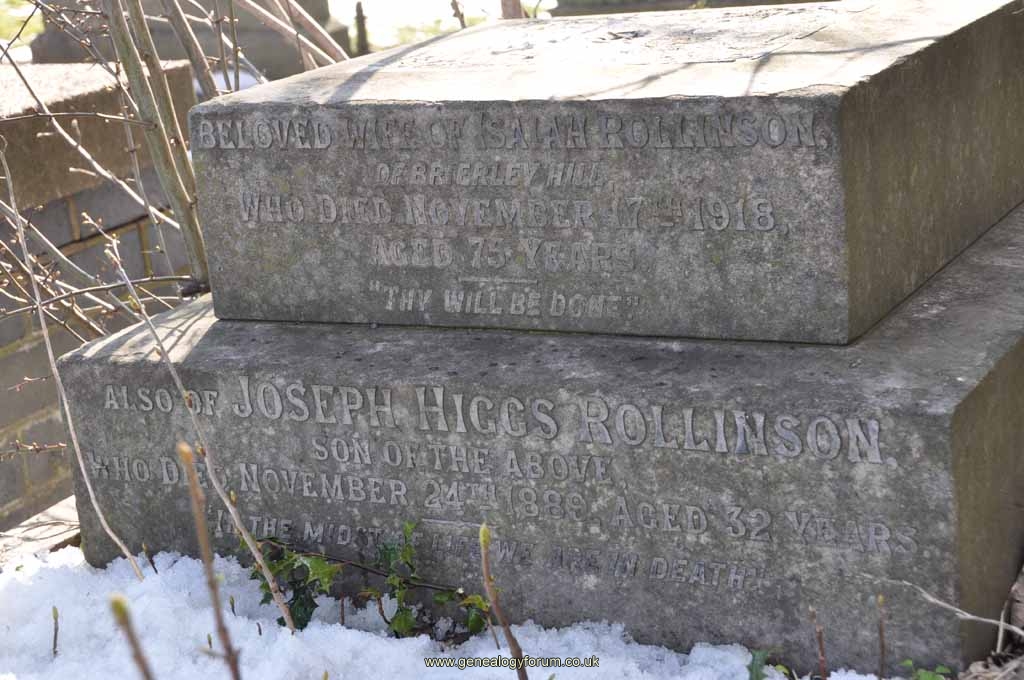 BELOVED WIFE OF ISAIAH ROLLINSON,
OF BRIERLEY HILL,
WHO DIED NOVEMBER 17TH 1918,
AGED 75 YEARS
"THY WILL BE DONE"
ALSO OF JOSEPH HIGGS ROLLINSON,
SON OF THE ABOVE,
WHO DIED NOVEMBER 24TH 1889, AGED 32 YEARS.
"IN THE MIDST OF LIFE WE ARE IN DEATH"
www.genealogyforum.co.uk